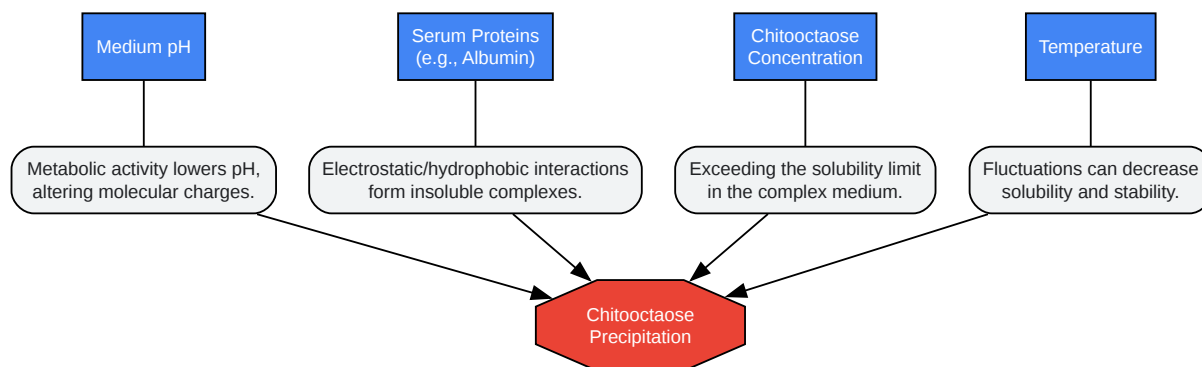 Medium pH
Serum Proteins
(e.g., Albumin)
Chitooctaose
Concentration
Temperature
Metabolic activity lowers pH,
altering molecular charges.
Electrostatic/hydrophobic interactions
form insoluble complexes.
Exceeding the solubility limit
in the complex medium.
Fluctuations can decrease
solubility and stability.
Chitooctaose
Precipitation